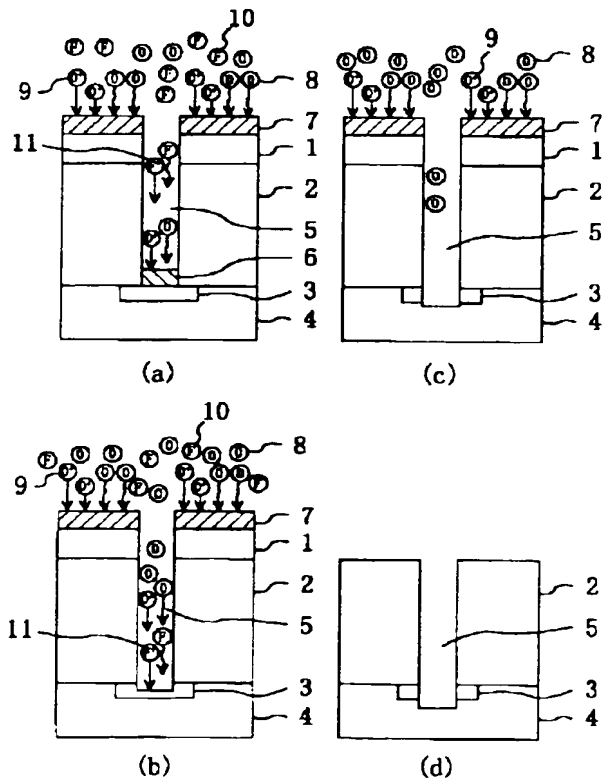 10
F F O O F F
9 8
O⁺ O⁺ O O F O⁺ O⁺ O O
7
11 F
F⁺ 1
2
O
O⁺ 5
6
3
4
(a)
9 8
O O O O O O
O⁺ O⁺ O O O O⁺ O⁺ O O
7
1
O 2
O
5
3
4
(c)
10
F O O F F O O 8
9
O⁺ O⁺ O O F O O⁺ O⁺ O O F
7
O 1
O
O 2
O⁺
5
11 F
F⁺
3
4
(b)
2
5
3
4
(d)